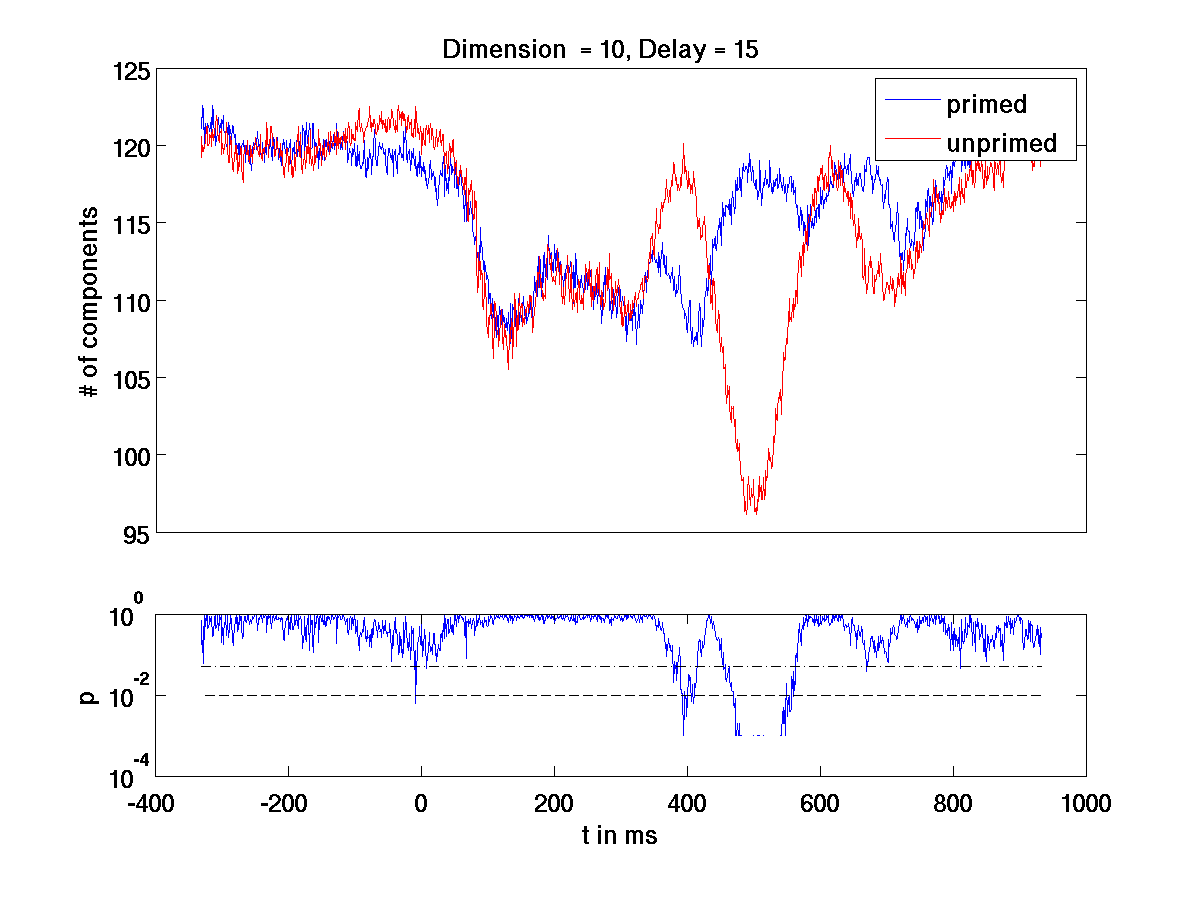 Dimension = 10, Delay = 15
125
120
115
110
105
100
95
# of components
primed
unprimed
10^0
10^-2
10^-4
p
-400 -200 0 200 400 600 800 1000
t in ms